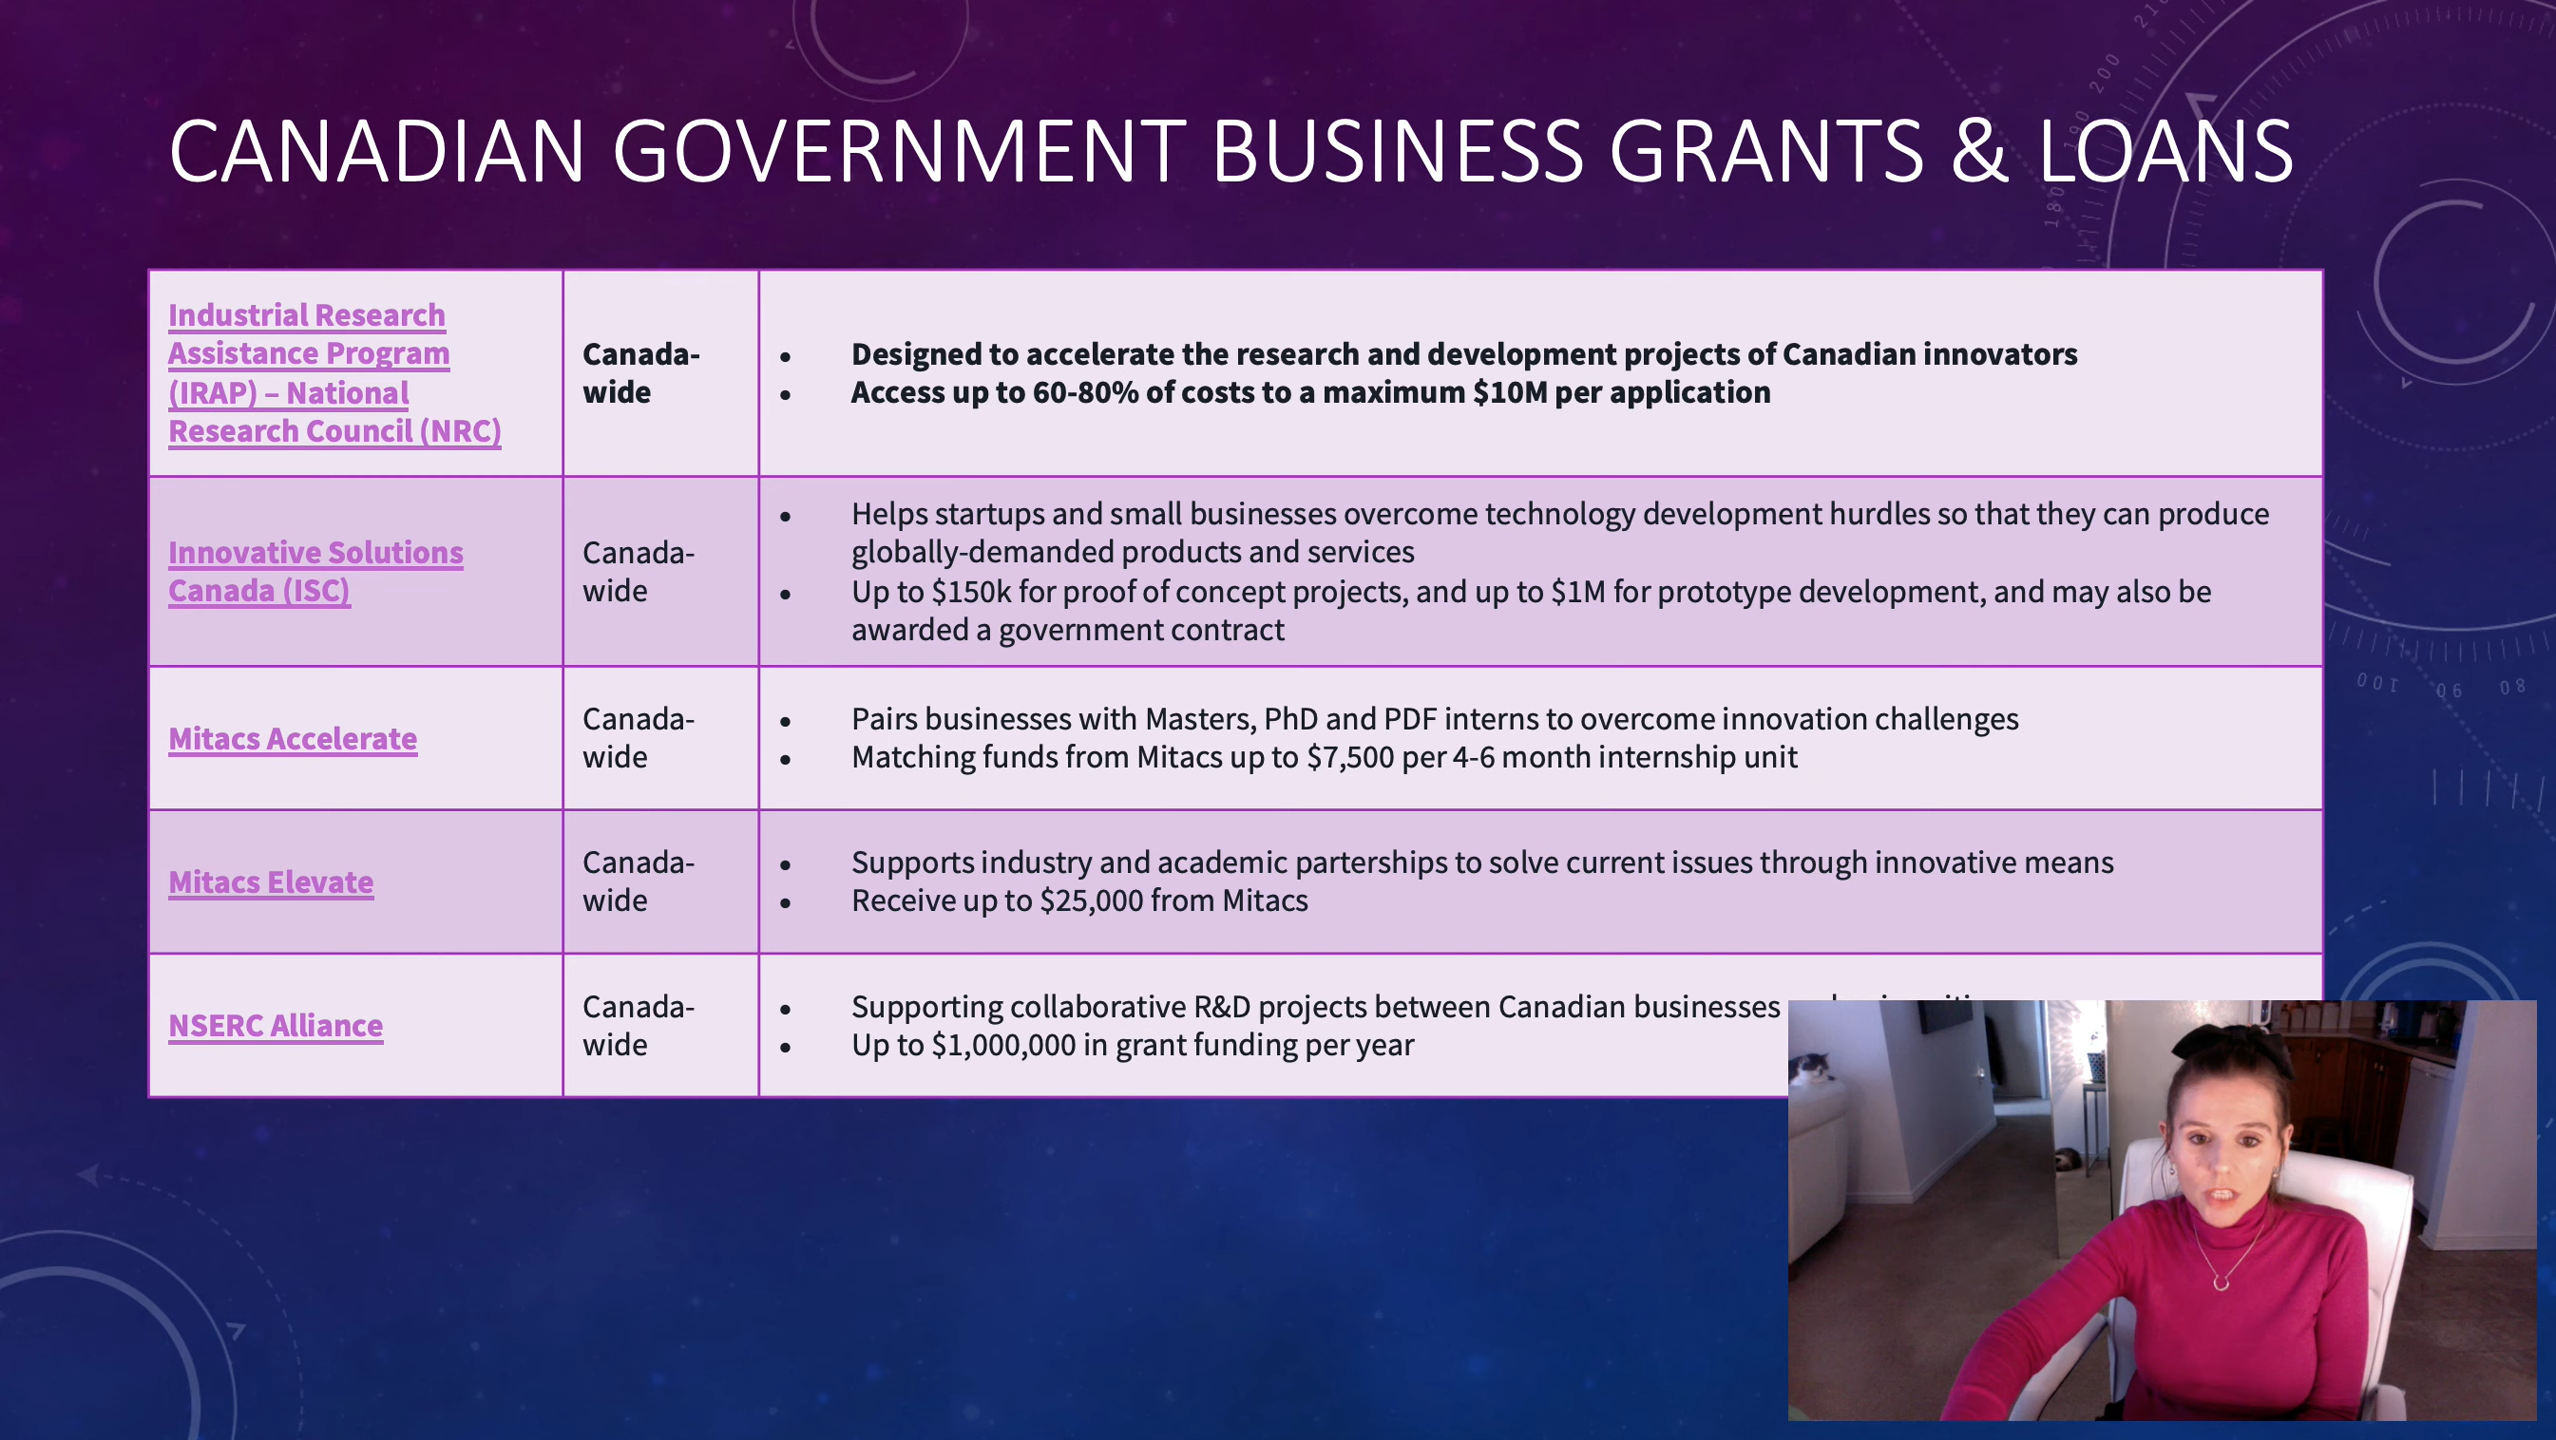 CANADIAN GOVERNMENT BUSINESS GRANTS & LOANS
Industrial Research
Assistance Program
(IRAP) – National
Research Council (NRC)
Canada-
wide
• Designed to accelerate the research and development projects of Canadian innovators
• Access up to 60-80% of costs to a maximum $10M per application
Innovative Solutions
Canada (ISC)
Canada-
wide
• Helps startups and small businesses overcome technology development hurdles so that they can produce
globally-demanded products and services
• Up to $150k for proof of concept projects, and up to $1M for prototype development, and may also be
awarded a government contract
Mitacs Accelerate
Canada-
wide
• Pairs businesses with Masters, PhD and PDF interns to overcome innovation challenges
• Matching funds from Mitacs up to $7,500 per 4-6 month internship unit
Mitacs Elevate
Canada-
wide
• Supports industry and academic parterships to solve current issues through innovative means
• Receive up to $25,000 from Mitacs
NSERC Alliance
Canada-
wide
• Supporting collaborative R&D projects between Canadian businesses
• Up to $1,000,000 in grant funding per year
200
190
180
100
90
80